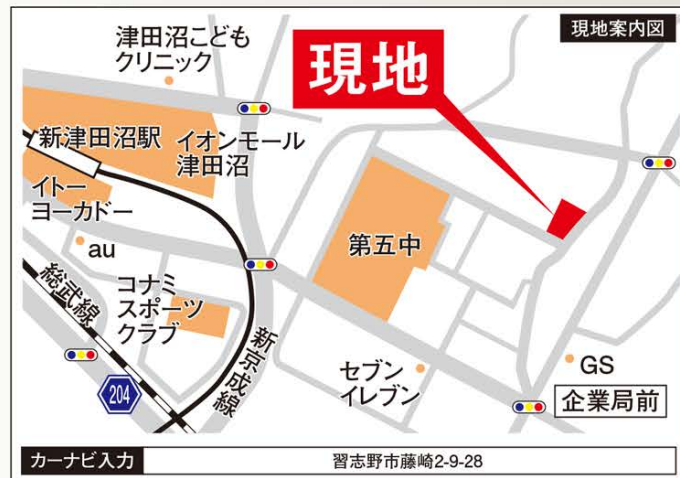 現地案内図
津田沼こども
クリニック
現地
新津田沼駅
イオンモール
津田沼
イトー
ヨーカドー
au
第五中
コナミ
スポーツ
クラブ
総武線
新京成線
204
セブン
イレブン
GS
企業局前
カーナビ入力
習志野市藤崎2-9-28